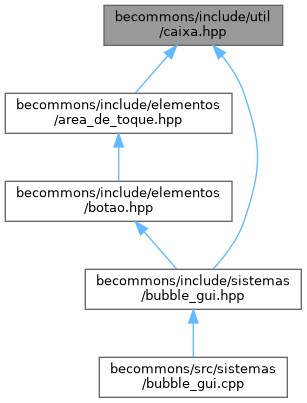 becommons/include/util
/caixa.hpp
becommons/include/elementos
/area_de_toque.hpp
becommons/include/elementos
/botao.hpp
becommons/include/sistemas
/bubble_gui.hpp
becommons/src/sistemas
/bubble_gui.cpp